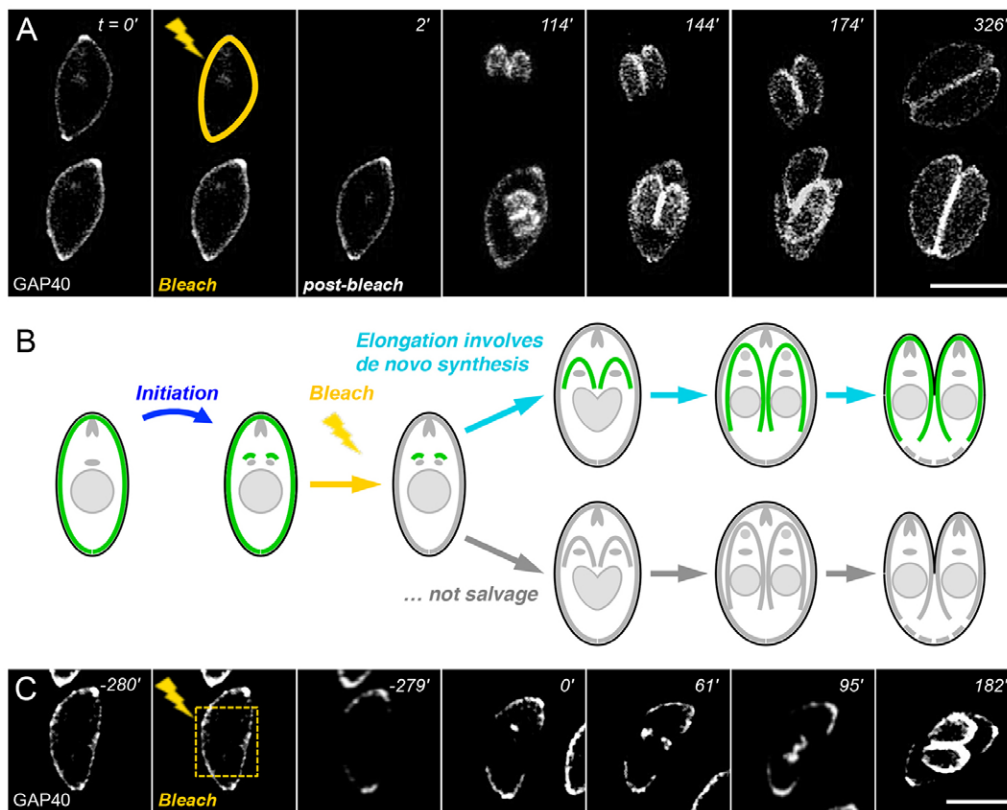 A
t = 0'
2'
114'
144'
174'
326'
GAP40
Bleach
post-bleach
B
Elongation involves
de novo synthesis
Initiation
Bleach
... not salvage
C
-280'
-279'
0'
61'
95'
182'
GAP40
Bleach